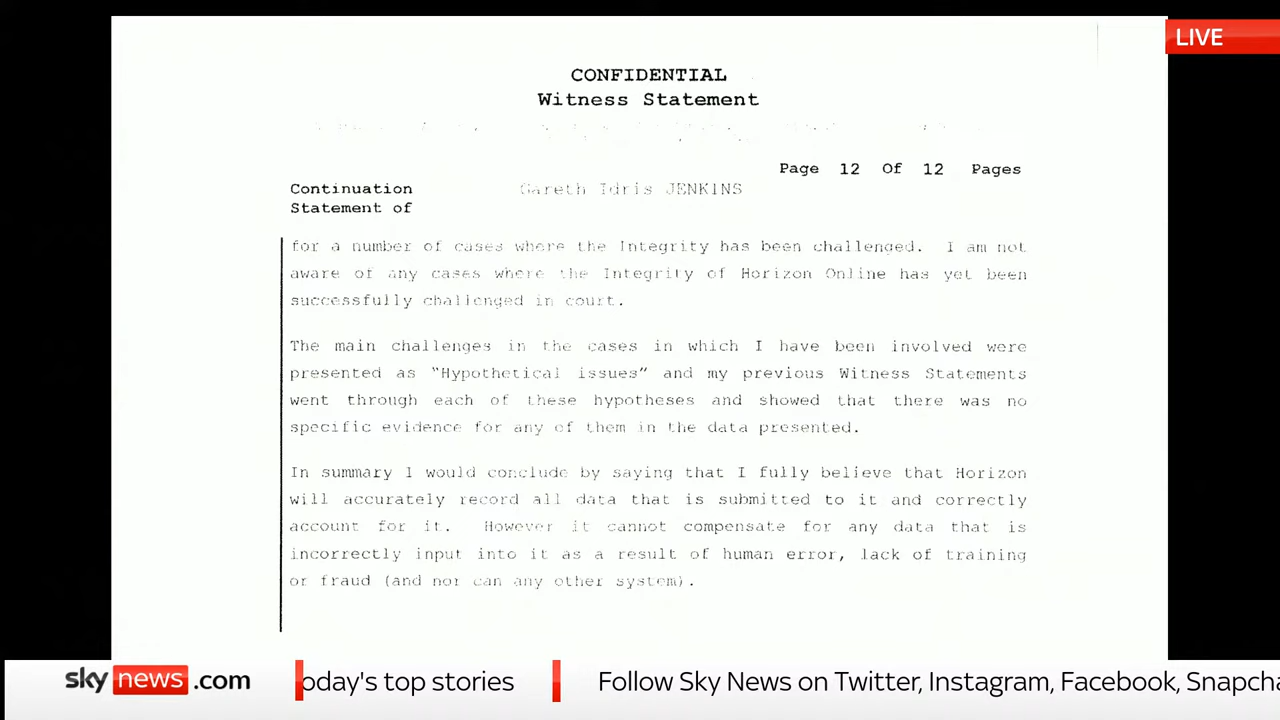 LIVE
CONFIDENTIAL
Witness Statement
Page 12 Of 12 Pages
Continuation Gareth Idris JENKINS
Statement of
for a number of cases where the Integrity has been challenged. I am not
aware of any cases where the Integrity of Horizon Online has yet been
successfully challenged in court.
The main challenges in the cases in which I have been involved were
presented as "Hypothetical issues" and my previous Witness Statements
went through each of these hypotheses and showed that there was no
specific evidence for any of them in the data presented.
In summary I would conclude by saying that I fully believe that Horizon
will accurately record all data that is submitted to it and correctly
account for it. However it cannot compensate for any data that is
incorrectly input into it as a result of human error, lack of training
or fraud (and nor can any other system).
sky news.com oday's top stories Follow Sky News on Twitter, Instagram, Facebook, Snapcha